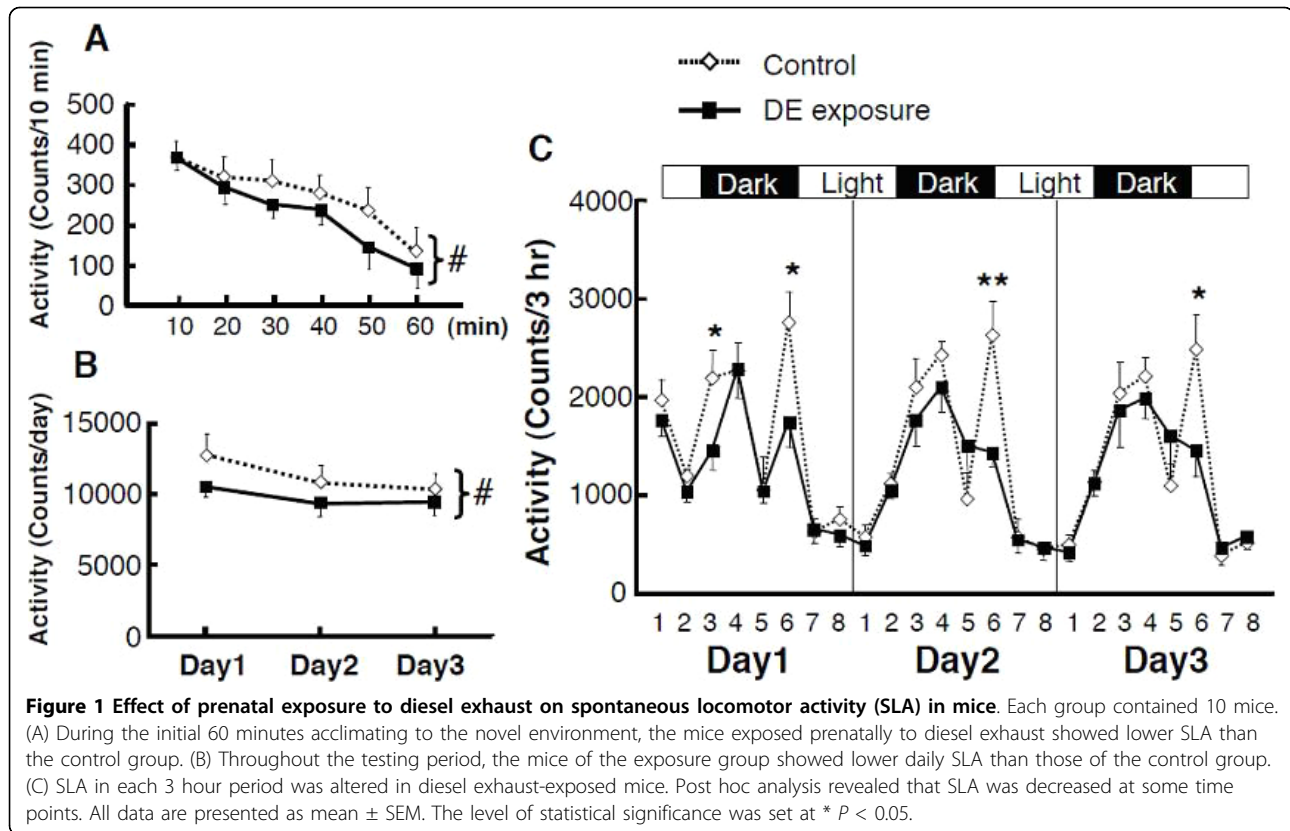 A
Activity (Counts/10 min)
500
400
300
200
100
0
10 20 30 40 50 60 (min)
#
B
Activity (Counts/day)
15000
10000
5000
0
Day1 Day2 Day3
#
Control
DE exposure
C
Dark Light Dark Light Dark
Activity (Counts/3 hr)
4000
3000
2000
1000
0
* * ** *
1 2 3 4 5 6 7 8 1 2 3 4 5 6 7 8 1 2 3 4 5 6 7 8
Day1 Day2 Day3
Figure 1 Effect of prenatal exposure to diesel exhaust on spontaneous locomotor activity (SLA) in mice. Each group contained 10 mice.
(A) During the initial 60 minutes acclimating to the novel environment, the mice exposed prenatally to diesel exhaust showed lower SLA than
the control group. (B) Throughout the testing period, the mice of the exposure group showed lower daily SLA than those of the control group.
(C) SLA in each 3 hour period was altered in diesel exhaust-exposed mice. Post hoc analysis revealed that SLA was decreased at some time
points. All data are presented as mean ± SEM. The level of statistical significance was set at * P < 0.05.